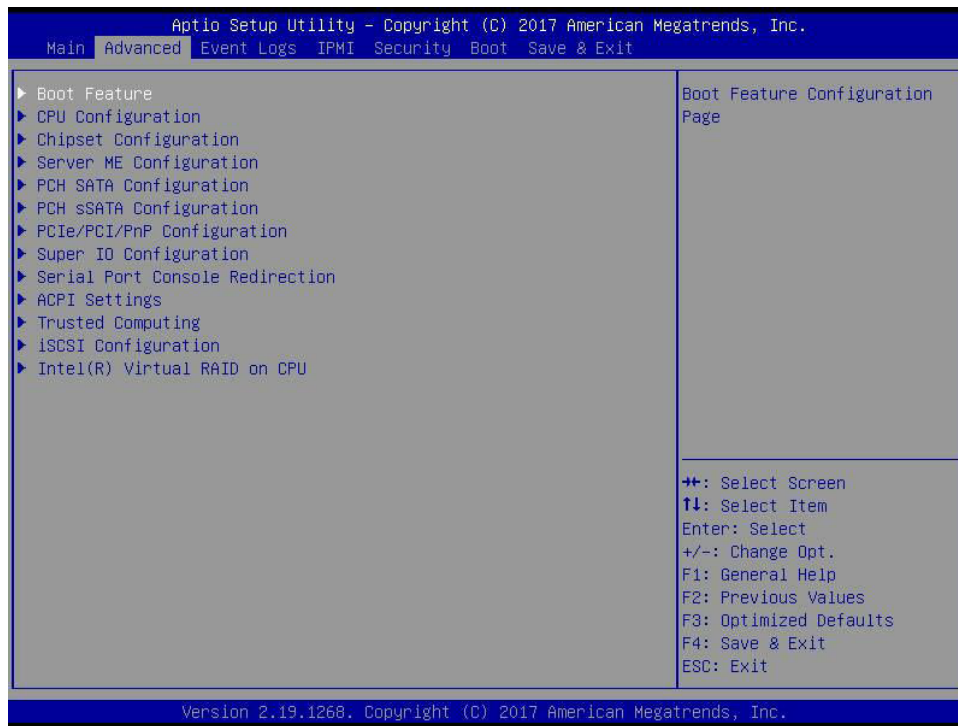 Aptio Setup Utility – Copyright (C) 2017 American Megatrends, Inc.
Main Advanced Event Logs IPMI Security Boot Save & Exit
Boot Feature
CPU Configuration
Chipset Configuration
Server ME Configuration
PCH SATA Configuration
PCH sSATA Configuration
PCIe/PCI/PnP Configuration
Super IO Configuration
Serial Port Console Redirection
ACPI Settings
Trusted Computing
iSCSI Configuration
Intel(R) Virtual RAID on CPU
Boot Feature Configuration
Page
→←: Select Screen
↑↓: Select Item
Enter: Select
+/-: Change Opt.
F1: General Help
F2: Previous Values
F3: Optimized Defaults
F4: Save & Exit
ESC: Exit
Version 2.19.1268. Copyright (C) 2017 American Megatrends, Inc.